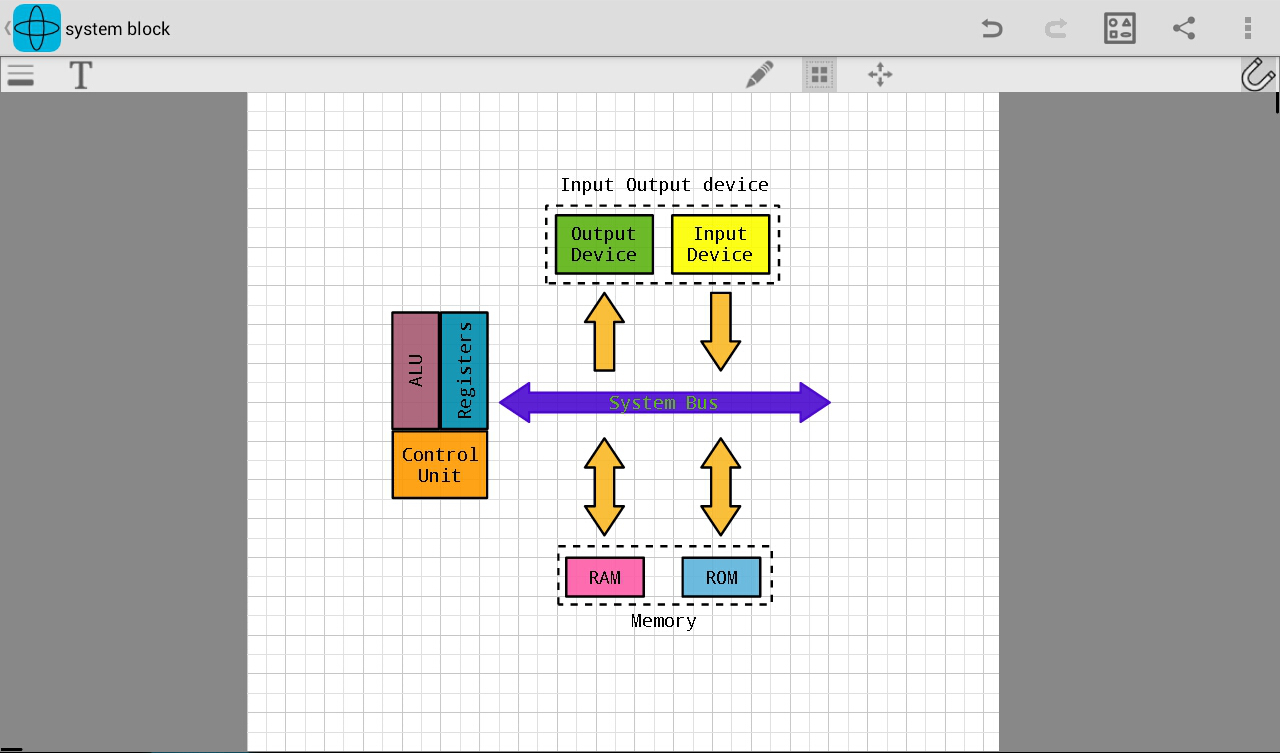 system block
T
Input Output device
Output
Device
Input
Device
ALU
Registers
System Bus
Control
Unit
RAM
ROM
Memory